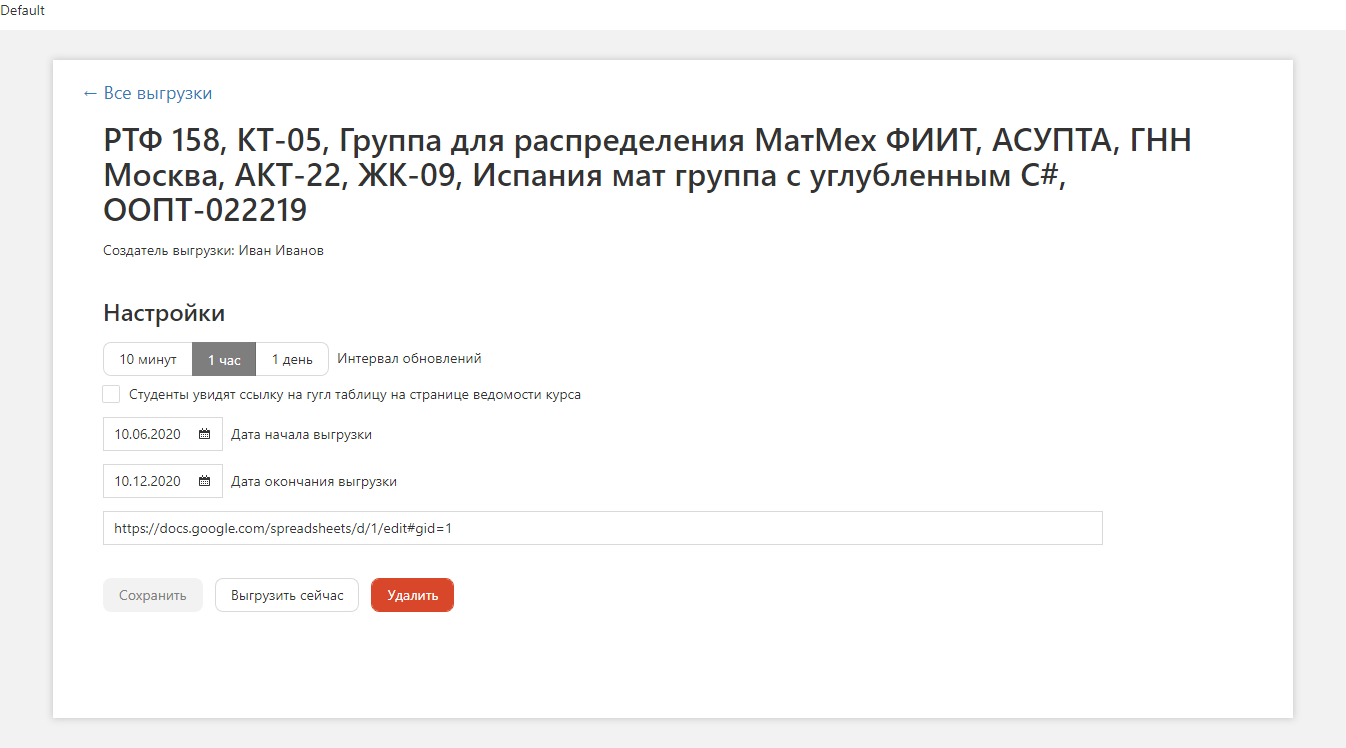 Default
← Все выгрузки
РТФ 158, КТ-05, Группа для распределения МатМех ФИИТ, АСУПТА, ГНН
Москва, АКТ-22, ЖК-09, Испания мат группа с углубленным C#,
ООПТ-022219
Создатель выгрузки: Иван Иванов
Настройки
10 минут 1 час 1 день Интервал обновлений
Студенты увидят ссылку на гугл таблицу на странице ведомости курса
10.06.2020 Дата начала выгрузки
10.12.2020 Дата окончания выгрузки
https://docs.google.com/spreadsheets/d/1/edit#gid=1
Сохранить Выгрузить сейчас Удалить